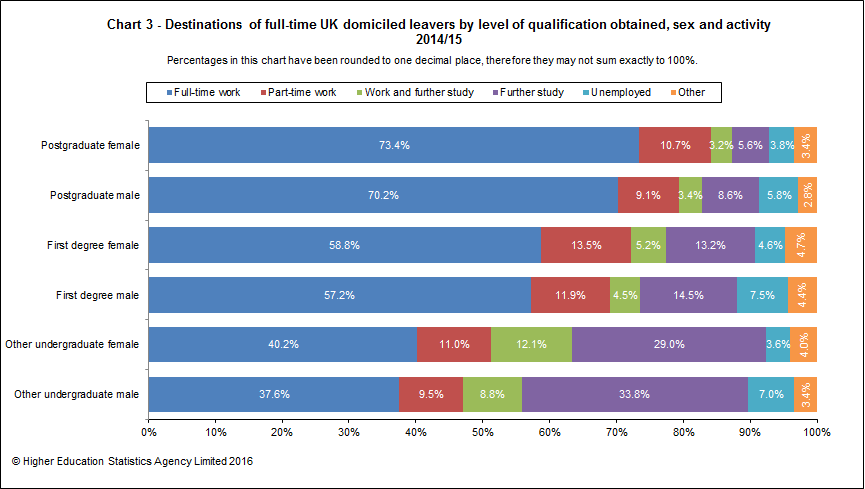 Chart 3 - Destinations of full-time UK domiciled leavers by level of qualification obtained, sex and activity
2014/15
Percentages in this chart have been rounded to one decimal place, therefore they may not sum exactly to 100%.
Full-time work Part-time work Work and further study Further study Unemployed Other
Postgraduate female 73.4% 10.7% 3.2% 5.6% 3.8% 3.4%
Postgraduate male 70.2% 9.1% 3.4% 8.6% 5.8% 2.8%
First degree female 58.8% 13.5% 5.2% 13.2% 4.6% 4.7%
First degree male 57.2% 11.9% 4.5% 14.5% 7.5% 4.4%
Other undergraduate female 40.2% 11.0% 12.1% 29.0% 3.6% 4.0%
Other undergraduate male 37.6% 9.5% 8.8% 33.8% 7.0% 3.4%
0% 10% 20% 30% 40% 50% 60% 70% 80% 90% 100%
© Higher Education Statistics Agency Limited 2016